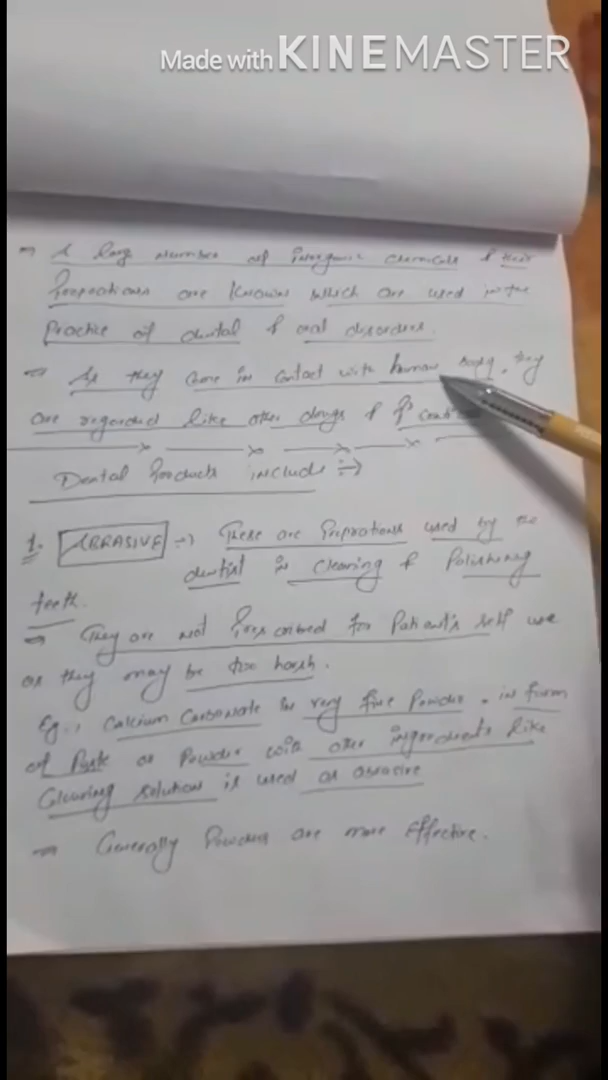 Made with KINEMASTER
→ A large number of inorganic chemicals & their
Preprations are known which are used in the
practice of dental & oral disorders.
→ As they come in contact with human body, they
are regarded like other drugs &
Dental Products include :→
1. ABRASIVE :→ These are Preprations used by the
dentist in cleaning & Polishing
teeth.
→ They are not Prescribed for Patient's self use
as they may be too harsh.
Eg:, Calcium Carbonate in very fine Powder, in form
of Paste or Powder with other ingredients like
Glearing solution is used as abrasive
→ Generally Powders are more effective.